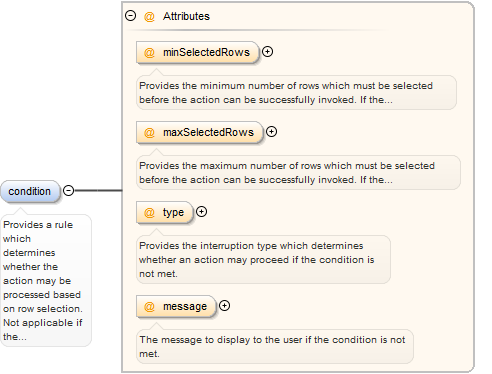 @ Attributes
@ minSelectedRows
Provides the minimum number of rows which must be selected
before the action can be successfully invoked. If the...
@ maxSelectedRows
Provides the maximum number of rows which must be selected
before the action can be successfully invoked. If the...
condition
Provides a rule
which
determines
whether the
action may be
processed based
on row selection.
Not applicable if
the...
@ type
Provides the interruption type which determines
whether an action may proceed if the condition is
not met.
@ message
The message to display to the user if the condition is not
met.